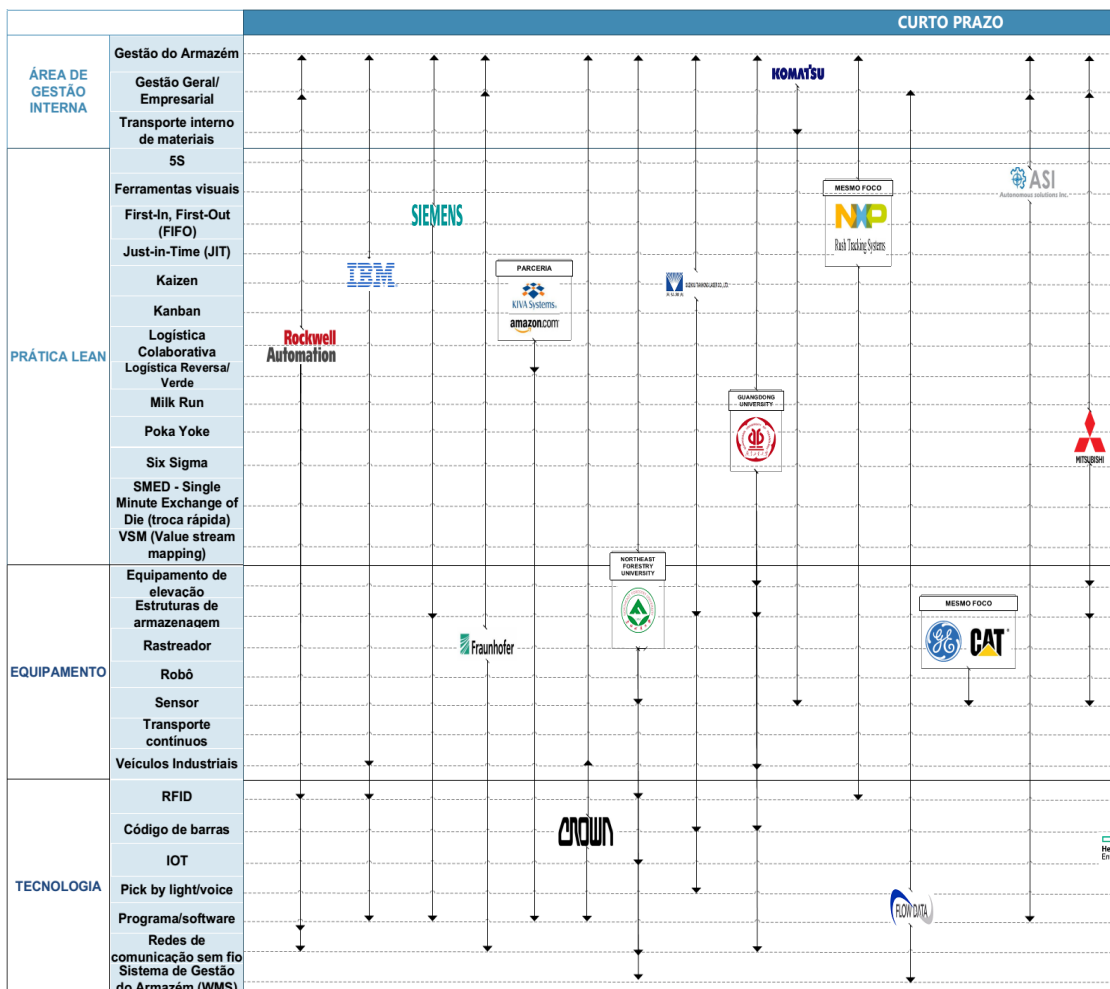 CURTO PRAZO
ÁREA DE
GESTÃO
INTERNA
Gestão do Armazém
Gestão Geral/
Empresarial
Transporte interno
de materiais
KOMATSU
PRÁTICA LEAN
5S
Ferramentas visuais
First-In, First-Out
(FIFO)
Just-in-Time (JIT)
Kaizen
Kanban
Logística
Colaborativa
Logística Reversa/
Verde
Milk Run
Poka Yoke
Six Sigma
SMED - Single
Minute Exchange of
Die (troca rápida)
VSM (Value stream
mapping)
ASI
Autonomous solutions Inc.
MESMO FOCO
NXP
Rush Tracking Systems
SIEMENS
IBM
PARCERIA
KIVA Systems
amazon.com
Rockwell
Automation
GUANGDONG
UNIVERSITY
MITSUBISHI
NORTHEAST
FORESTRY
UNIVERSITY
EQUIPAMENTO
Equipamento de
elevação
Estruturas de
armazenagem
Rastreador
Robô
Sensor
Transporte
contínuos
Veículos Industriais
Fraunhofer
MESMO FOCO
GE
CAT
TECNOLOGIA
RFID
Código de barras
IOT
Pick by light/voice
Programa/software
Redes de
comunicação sem fio
Sistema de Gestão
do Armazém (WMS)
CROWN
FLOW DATA
He
En